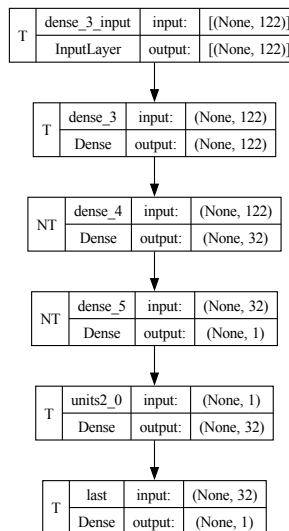 T dense_3_input input: [(None, 122)]
InputLayer output: [(None, 122)]
T dense_3 input: (None, 122)
Dense output: (None, 122)
NT dense_4 input: (None, 122)
Dense output: (None, 32)
NT dense_5 input: (None, 32)
Dense output: (None, 1)
T units2_0 input: (None, 1)
Dense output: (None, 32)
T last input: (None, 32)
Dense output: (None, 1)